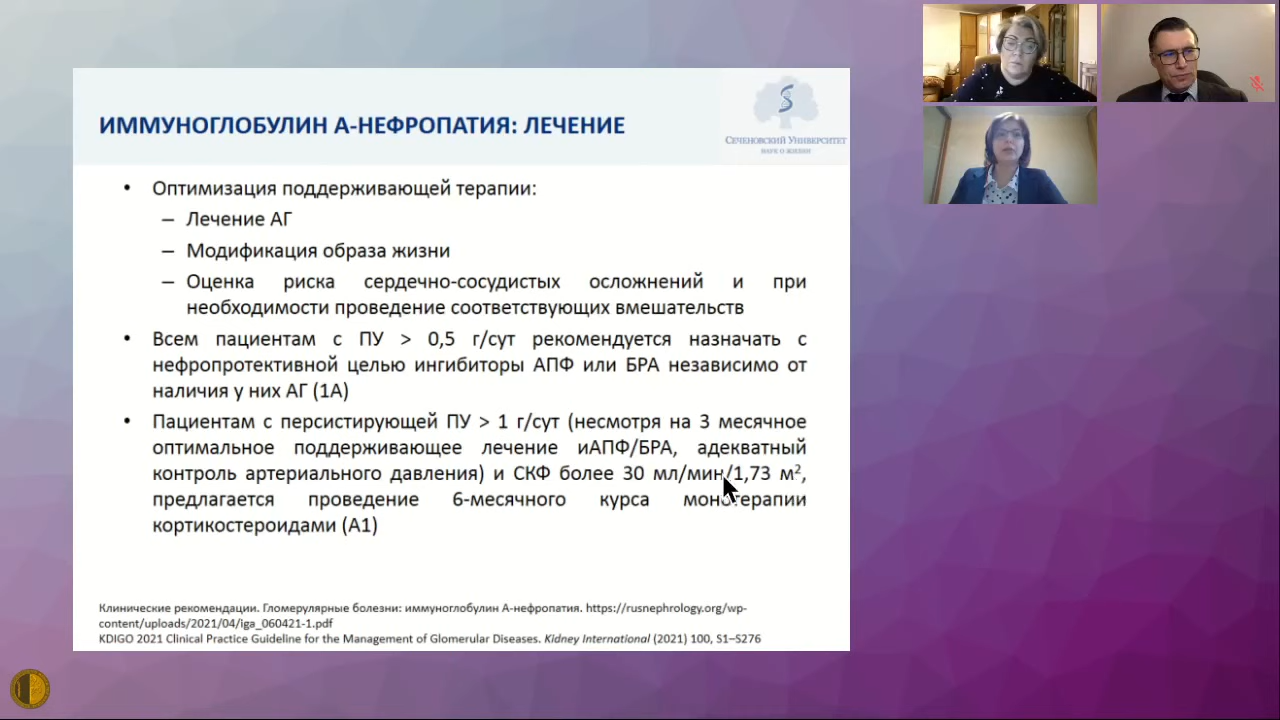 ИММУНОГЛОБУЛИН А-НЕФРОПАТИЯ: ЛЕЧЕНИЕ
СЕЧЕНОВСКИЙ УНИВЕРСИТЕТ
НАУК О ЖИЗНИ
• Оптимизация поддерживающей терапии:
– Лечение АГ
– Модификация образа жизни
– Оценка риска сердечно-сосудистых осложнений и при
необходимости проведение соответствующих вмешательств
• Всем пациентам с ПУ > 0,5 г/сут рекомендуется назначать с
нефропротективной целью ингибиторы АПФ или БРА независимо от
наличия у них АГ (1А)
• Пациентам с персистирующей ПУ > 1 г/сут (несмотря на 3 месячное
оптимальное поддерживающее лечение иАПФ/БРА, адекватный
контроль артериального давления) и СКФ более 30 мл/мин/1,73 м²,
предлагается проведение 6-месячного курса монотерапии
кортикостероидами (А1)
Клинические рекомендации. Гломерулярные болезни: иммуноглобулин А-нефропатия. https://rusnephrology.org/wp-
content/uploads/2021/04/iga_060421-1.pdf
KDIGO 2021 Clinical Practice Guideline for the Management of Glomerular Diseases. Kidney International (2021) 100, S1–S276